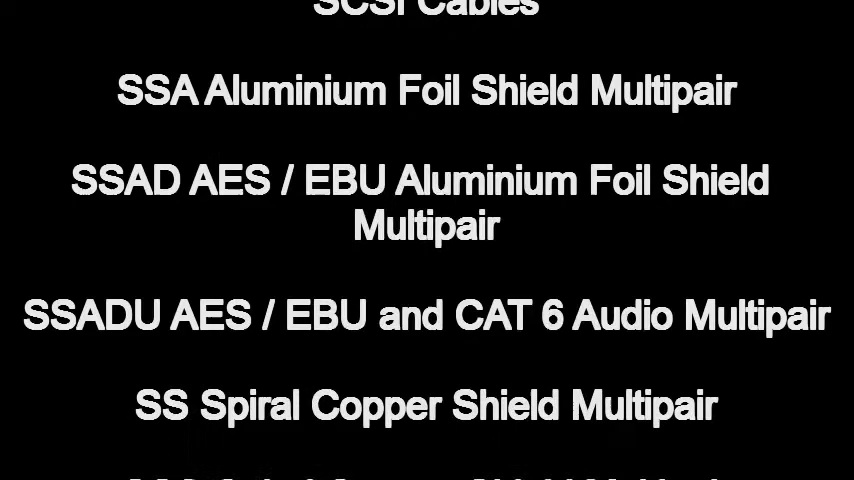 SCSI Cables
SSA Aluminium Foil Shield Multipair
SSAD AES / EBU Aluminium Foil Shield
Multipair
SSADU AES / EBU and CAT 6 Audio Multipair
SS Spiral Copper Shield Multipair